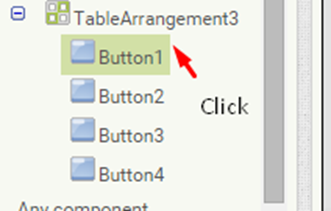 TableArrangement3
Button1
Button2
Click
Button3
Button4
Any component